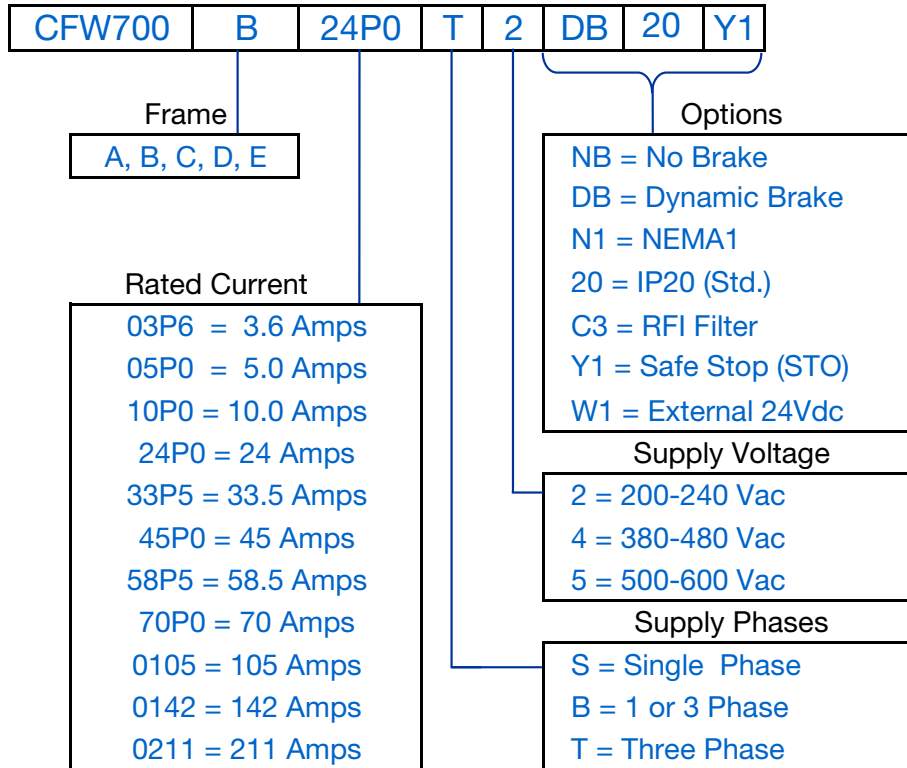 CFW700 B 24P0 T 2 DB 20 Y1
Frame
A, B, C, D, E
Rated Current
03P6 = 3.6 Amps
05P0 = 5.0 Amps
10P0 = 10.0 Amps
24P0 = 24 Amps
33P5 = 33.5 Amps
45P0 = 45 Amps
58P5 = 58.5 Amps
70P0 = 70 Amps
0105 = 105 Amps
0142 = 142 Amps
0211 = 211 Amps
Options
NB = No Brake
DB = Dynamic Brake
N1 = NEMA1
20 = IP20 (Std.)
C3 = RFI Filter
Y1 = Safe Stop (STO)
W1 = External 24Vdc
Supply Voltage
2 = 200-240 Vac
4 = 380-480 Vac
5 = 500-600 Vac
Supply Phases
S = Single Phase
B = 1 or 3 Phase
T = Three Phase